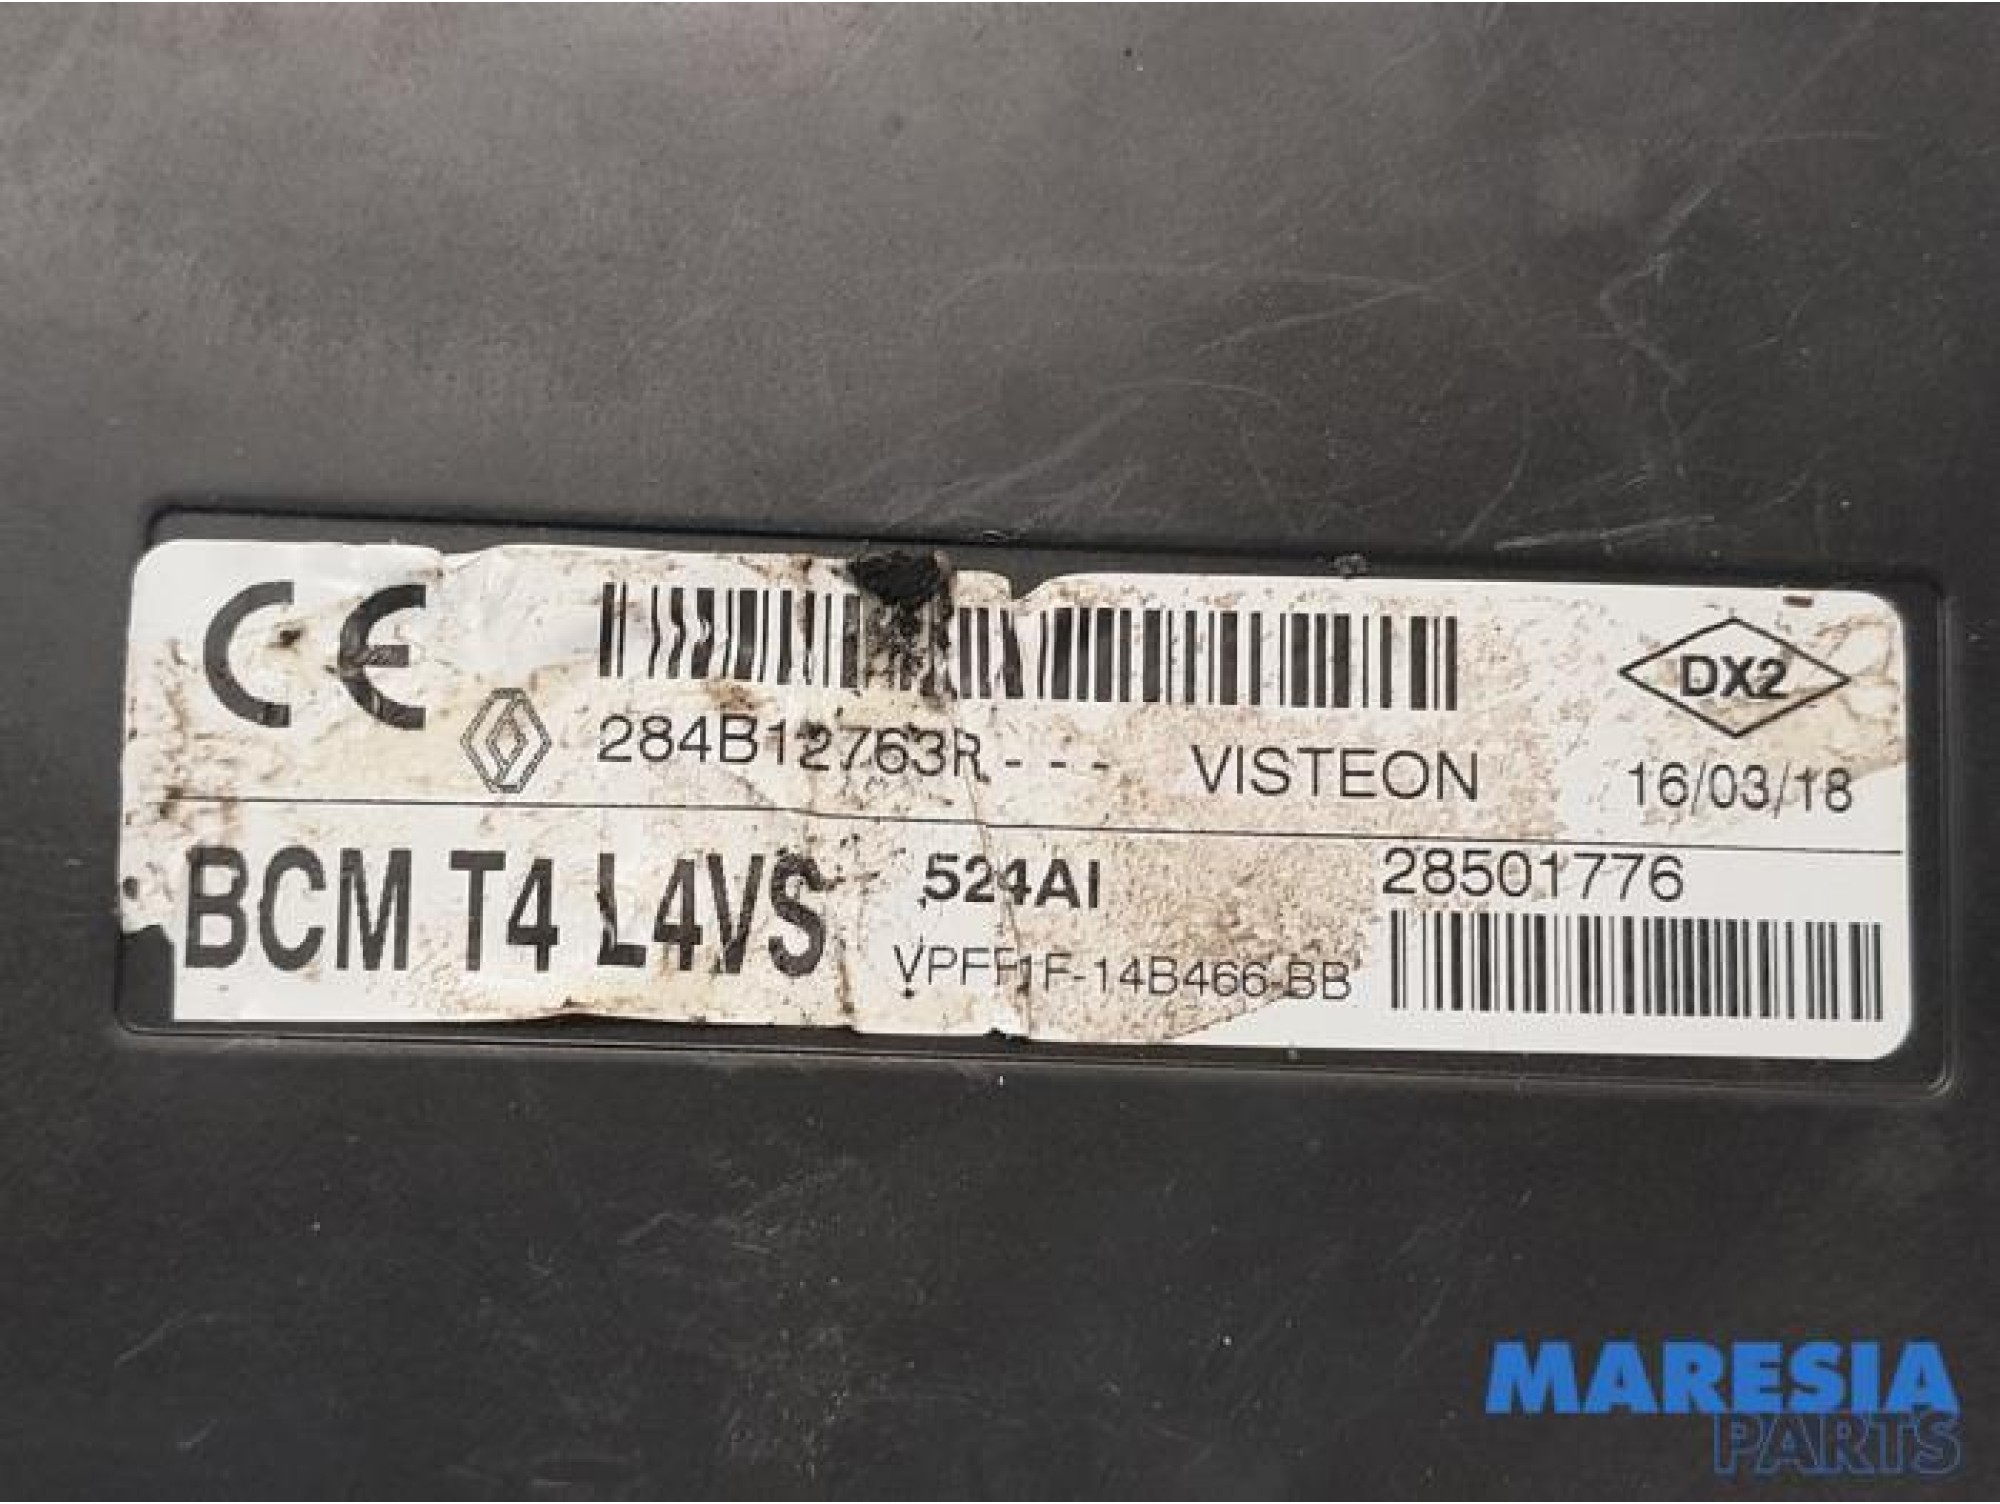 CE
284B12763R - - -
VISTEON
DX2
16/03/18
BCM T4 L4VS
524AI
28501776
VPFF1F-14B466-BB
MARESIA
PARTS